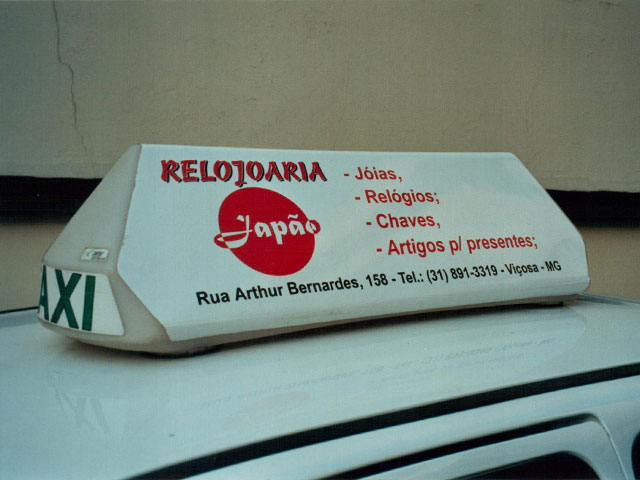 RELOJOARIA
Japão
- Jóias,
- Relógios;
- Chaves,
- Artigos p/ presentes;
Rua Arthur Bernardes, 158 - Tel.: (31) 891-3319 - Viçosa - MG
AXI